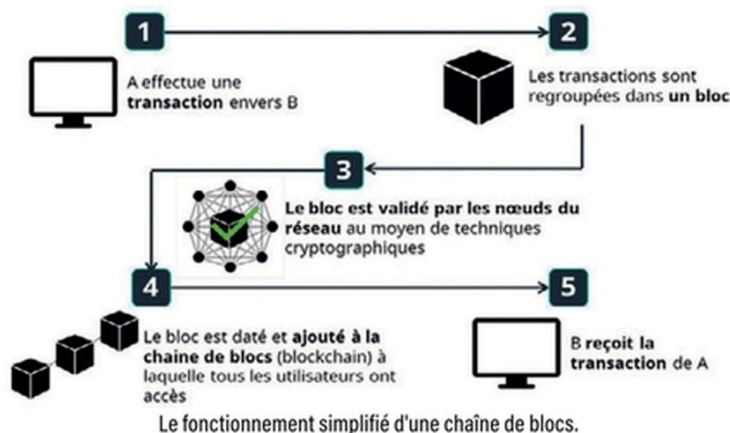 1
A effectue une
transaction envers B
2
Les transactions sont
regroupées dans un bloc
3
Le bloc est validé par les nœuds du
réseau au moyen de techniques
cryptographiques
4
Le bloc est daté et ajouté à la
chaine de blocs (blockchain) à
laquelle tous les utilisateurs ont
accès
5
B reçoit la
transaction de A
Le fonctionnement simplifié d'une chaîne de blocs.